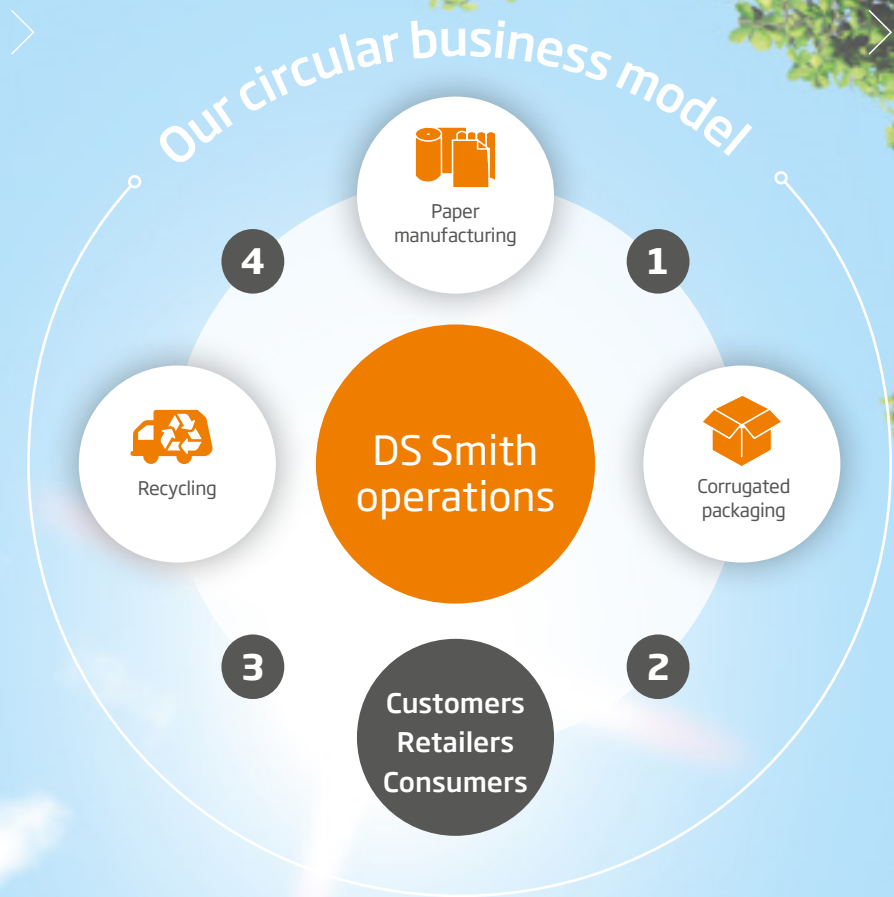 Our circular business model
Paper
manufacturing
4
1
DS Smith
operations
Recycling
Corrugated
packaging
3
2
Customers
Retailers
Consumers